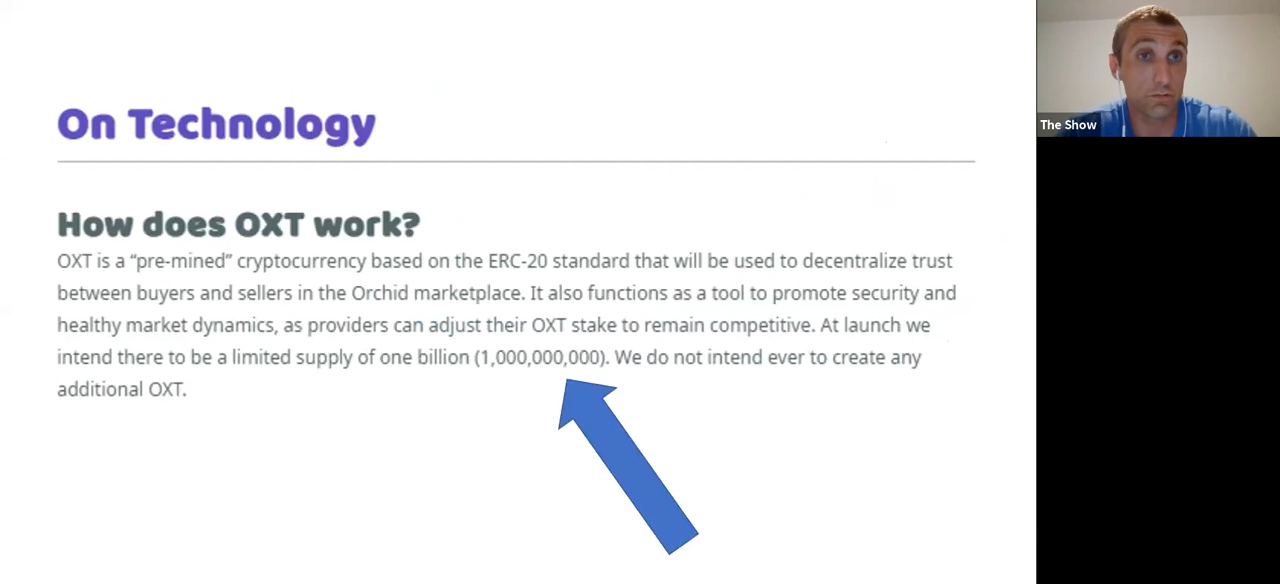 On Technology
How does OXT work?
OXT is a “pre-mined” cryptocurrency based on the ERC-20 standard that will be used to decentralize trust
between buyers and sellers in the Orchid marketplace. It also functions as a tool to promote security and
healthy market dynamics, as providers can adjust their OXT stake to remain competitive. At launch we
intend there to be a limited supply of one billion (1,000,000,000). We do not intend ever to create any
additional OXT.
The Show